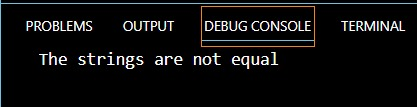 PROBLEMS OUTPUT DEBUG CONSOLE TERMINAL
The strings are not equal